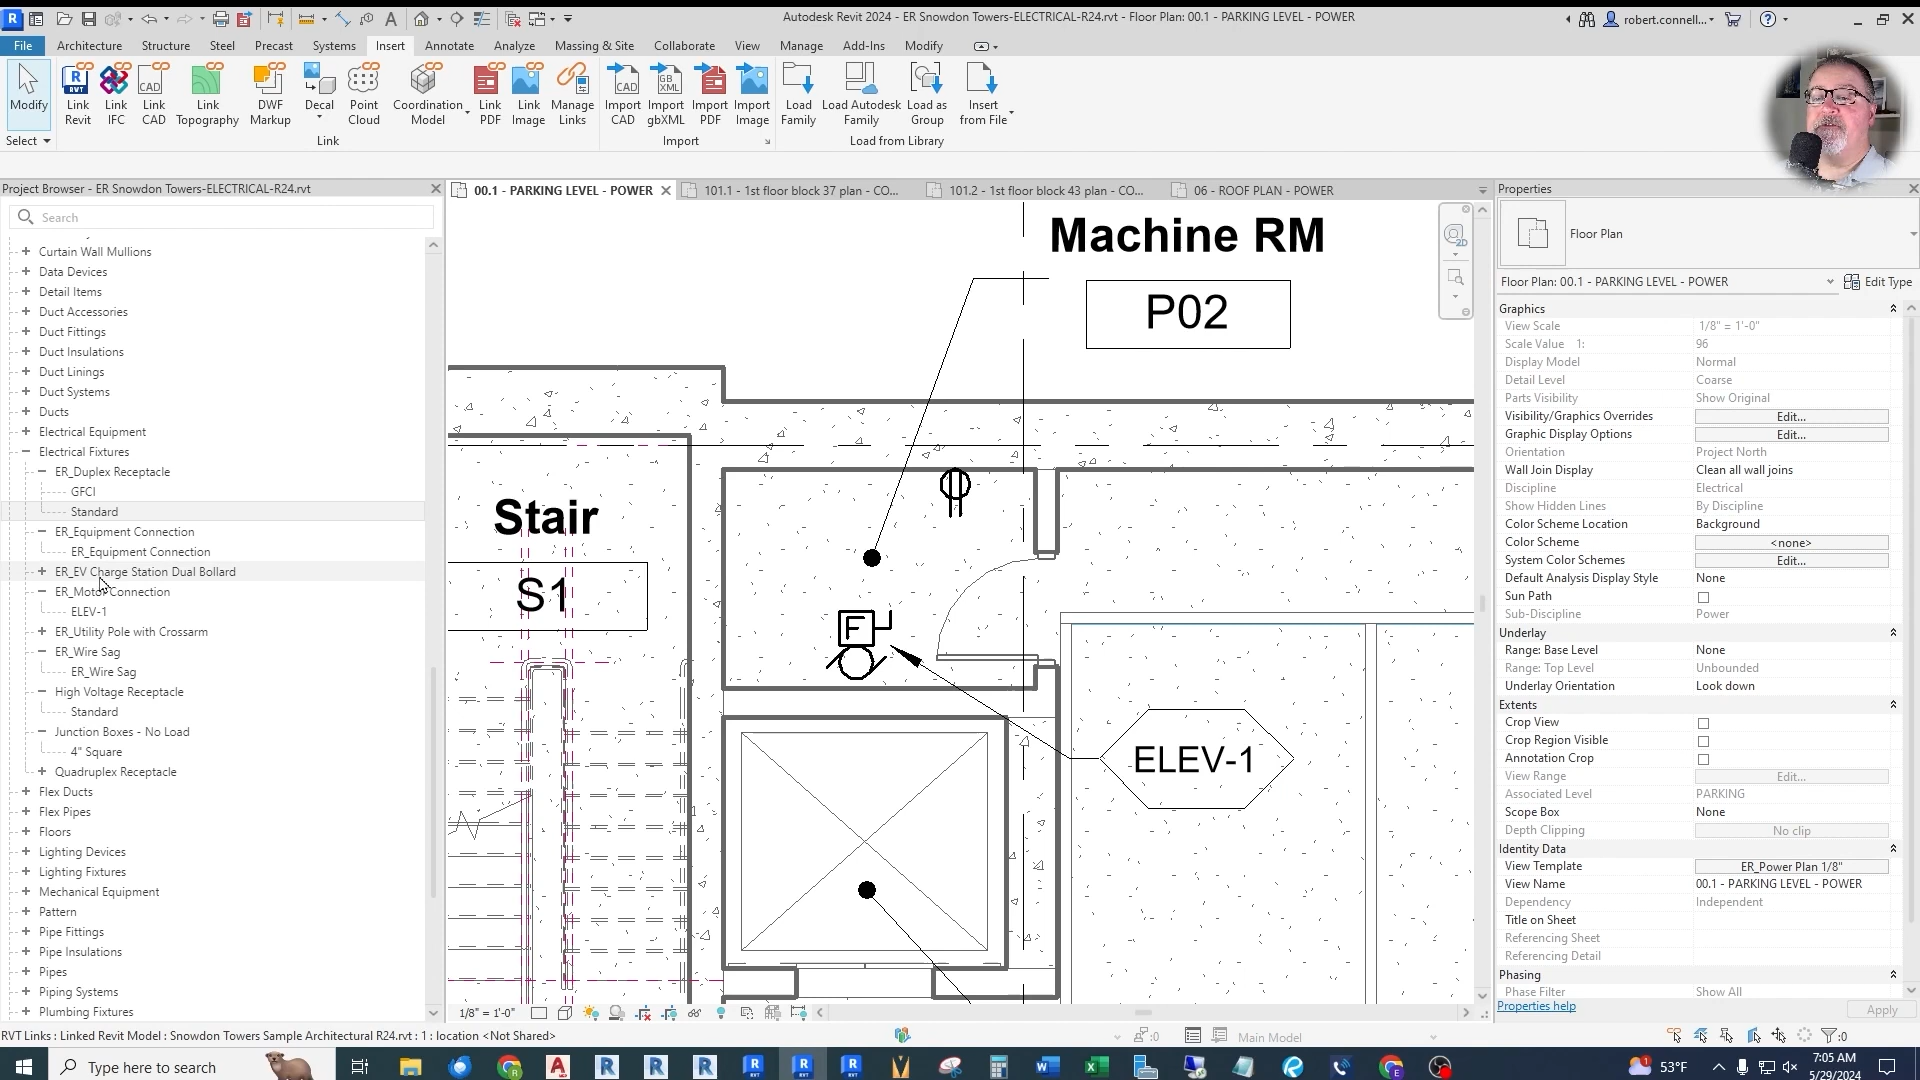 Autodesk Revit 2024 - ER Snowdon Towers-ELECTRICAL-R24.rvt - Floor Plan: 00.1 - PARKING LEVEL - POWER
robert.connell...
File Architecture Structure Steel Precast Systems Insert Annotate Analyze Massing & Site Collaborate View Manage Add-Ins Modify
Modify
Link Revit
Link IFC
Link CAD
Link Topography
DWF Markup
Decal
Point Cloud
Coordination Model
Link PDF
Link Image
Manage Links
Import CAD
Import gbXML
Import PDF
Import Image
Load Family
Load Autodesk Family
Load as Group
Insert from File
Select
Link
Import
Load from Library
Project Browser - ER Snowdon Towers-ELECTRICAL-R24.rvt
Search
Curtain Wall Mullions
Data Devices
Detail Items
Duct Accessories
Duct Fittings
Duct Insulations
Duct Linings
Duct Systems
Ducts
Electrical Equipment
Electrical Fixtures
ER_Duplex Receptacle
GFCI
Standard
ER_Equipment Connection
ER_Equipment Connection
ER_EV Charge Station Dual Bollard
ER_Motor Connection
ELEV-1
ER_Utility Pole with Crossarm
ER_Wire Sag
ER_Wire Sag
High Voltage Receptacle
Standard
Junction Boxes - No Load
4" Square
Quadruplex Receptacle
Flex Ducts
Flex Pipes
Floors
Lighting Devices
Lighting Fixtures
Mechanical Equipment
Pattern
Pipe Fittings
Pipe Insulations
Pipes
Piping Systems
Plumbing Fixtures
00.1 - PARKING LEVEL - POWER
101.1 - 1st floor block 37 plan - CO...
101.2 - 1st floor block 43 plan - CO...
06 - ROOF PLAN - POWER
Machine RM
P02
Stair
S1
F
ELEV-1
1/8" = 1'-0"
Properties
Floor Plan
Floor Plan: 00.1 - PARKING LEVEL - POWER
Edit Type
Graphics
View Scale 1/8" = 1'-0"
Scale Value 1: 96
Display Model Normal
Detail Level Coarse
Parts Visibility Show Original
Visibility/Graphics Overrides Edit...
Graphic Display Options Edit...
Orientation Project North
Wall Join Display Clean all wall joins
Discipline Electrical
Show Hidden Lines By Discipline
Color Scheme Location Background
Color Scheme <none>
System Color Schemes Edit...
Default Analysis Display Style None
Sun Path
Sub-Discipline Power
Underlay
Range: Base Level None
Range: Top Level Unbounded
Underlay Orientation Look down
Extents
Crop View
Crop Region Visible
Annotation Crop
View Range Edit...
Associated Level PARKING
Scope Box None
Depth Clipping No clip
Identity Data
View Template ER_Power Plan 1/8"
View Name 00.1 - PARKING LEVEL - POWER
Dependency Independent
Title on Sheet
Referencing Sheet
Referencing Detail
Phasing
Phase Filter Show All
Properties help
Apply
RVT Links : Linked Revit Model : Snowdon Towers Sample Architectural R24.rvt : 1 : location <Not Shared>
:0
Main Model
:0
Type here to search
53°F
7:05 AM
5/29/2024